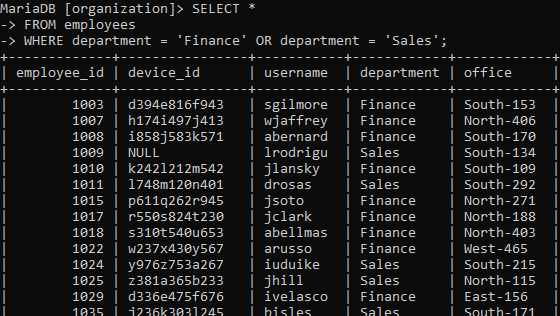 MariaDB [organization]> SELECT *
-> FROM employees
-> WHERE department = 'Finance' OR department = 'Sales';
+-------------+--------------+----------+------------+-------------+
| employee_id | device_id | username | department | office |
+-------------+--------------+----------+------------+-------------+
| 1003 | d394e816f943 | sgilmore | Finance | South-153 |
| 1007 | h174i497j413 | wjaffrey | Finance | North-406 |
| 1008 | i858j583k571 | abernard | Finance | South-170 |
| 1009 | NULL | lrodrigu | Sales | South-134 |
| 1010 | k242l212m542 | jlansky | Finance | South-109 |
| 1011 | l748m120n401 | drosas | Sales | South-292 |
| 1015 | p611q262r945 | jsoto | Finance | North-271 |
| 1017 | r550s824t230 | jclark | Finance | North-188 |
| 1018 | s310t540u653 | abellmas | Finance | North-403 |
| 1022 | w237x430y567 | arusso | Finance | West-465 |
| 1024 | y976z753a267 | iuduike | Sales | South-215 |
| 1025 | z381a365b233 | jhill | Sales | North-115 |
| 1029 | d336e475f676 | ivelasco | Finance | East-156 |
| 1035 | j236k303l245 | bisles | Sales | South-171 |